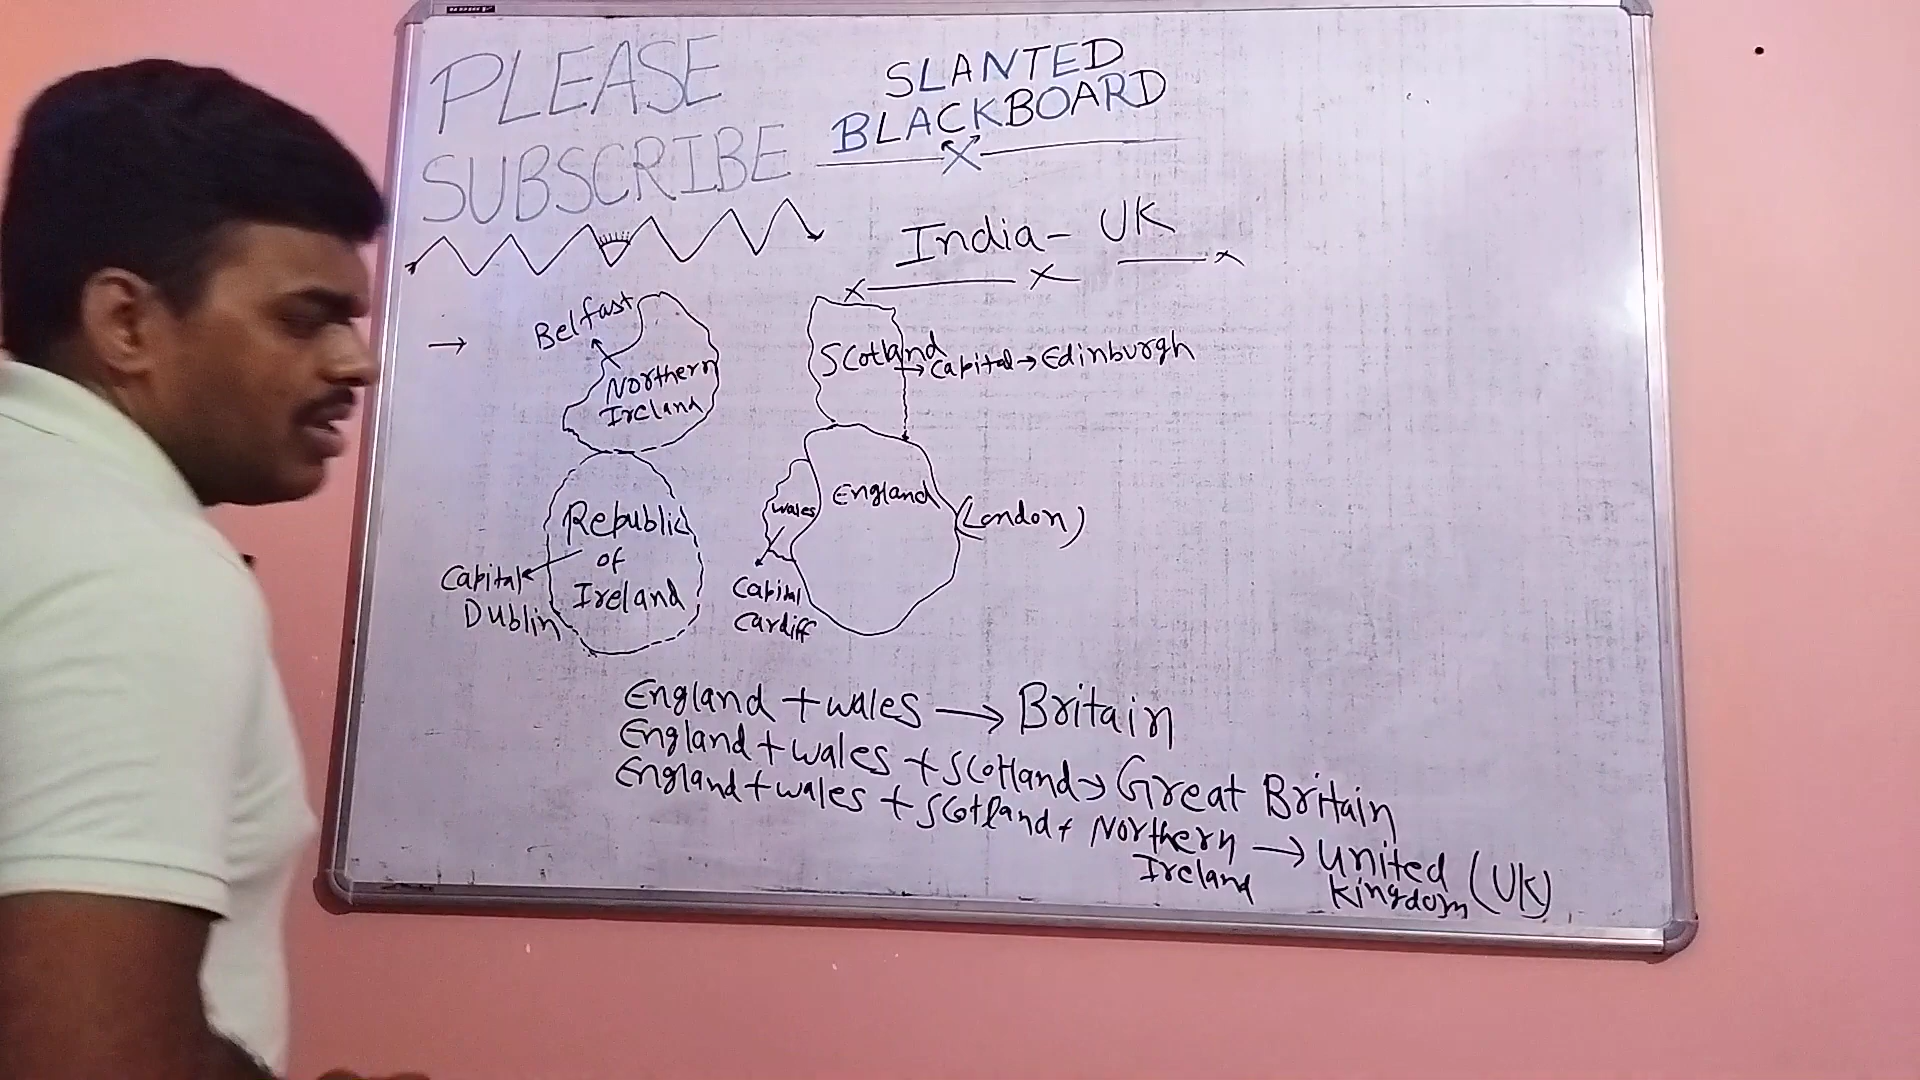 PLEASE
SUBSCRIBE
SLANTED
BLACKBOARD
India - UK
Belfast
Northern
Ireland
Scotland
Capital → Edinburgh
Wales
England
(London)
Republic
of
Ireland
Capital
Dublin
Capital
Cardiff
England + Wales → Britain
England + Wales + Scotland → Great Britain
England + Wales + Scotland + Northern Ireland → United Kingdom (UK)